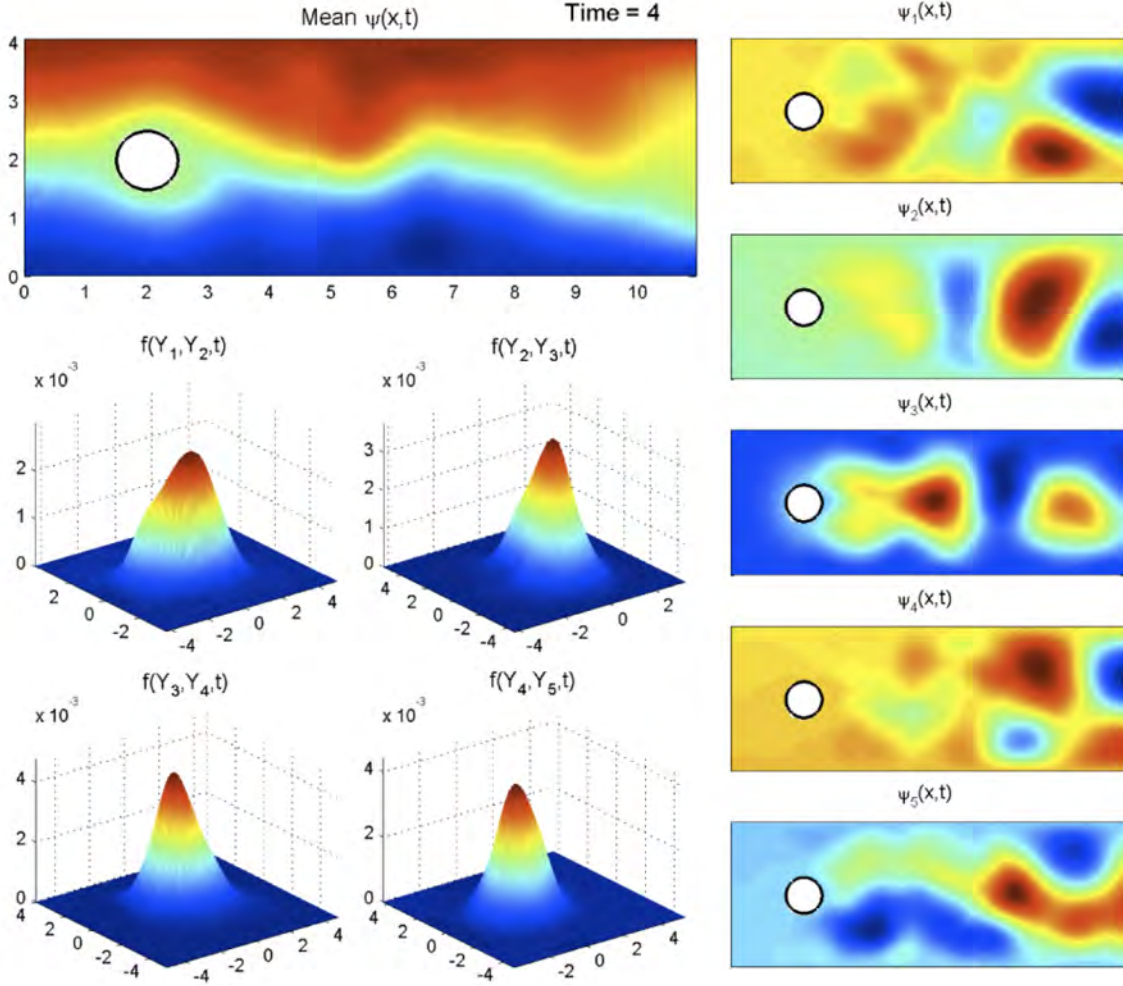 Mean ψ(x,t)
Time = 4
4
3
2
1
0
0 1 2 3 4 5 6 7 8 9 10
f(Y₁,Y₂,t)
x 10⁻³
2
1
0
2 0 -2
-4 -2 0 2 4
f(Y₂,Y₃,t)
x 10⁻³
3
2
1
0
4 2 0 -2 -4
-4 -2 0 2
f(Y₃,Y₄,t)
x 10⁻³
4
2
0
4 2 0 -2 -4
-4 -2 0 2 4
f(Y₄,Y₅,t)
x 10⁻³
4
2
0
4 2 0 -2 -4
-4 -2 0 2 4
ψ₁(x,t)
ψ₂(x,t)
ψ₃(x,t)
ψ₄(x,t)
ψ₅(x,t)